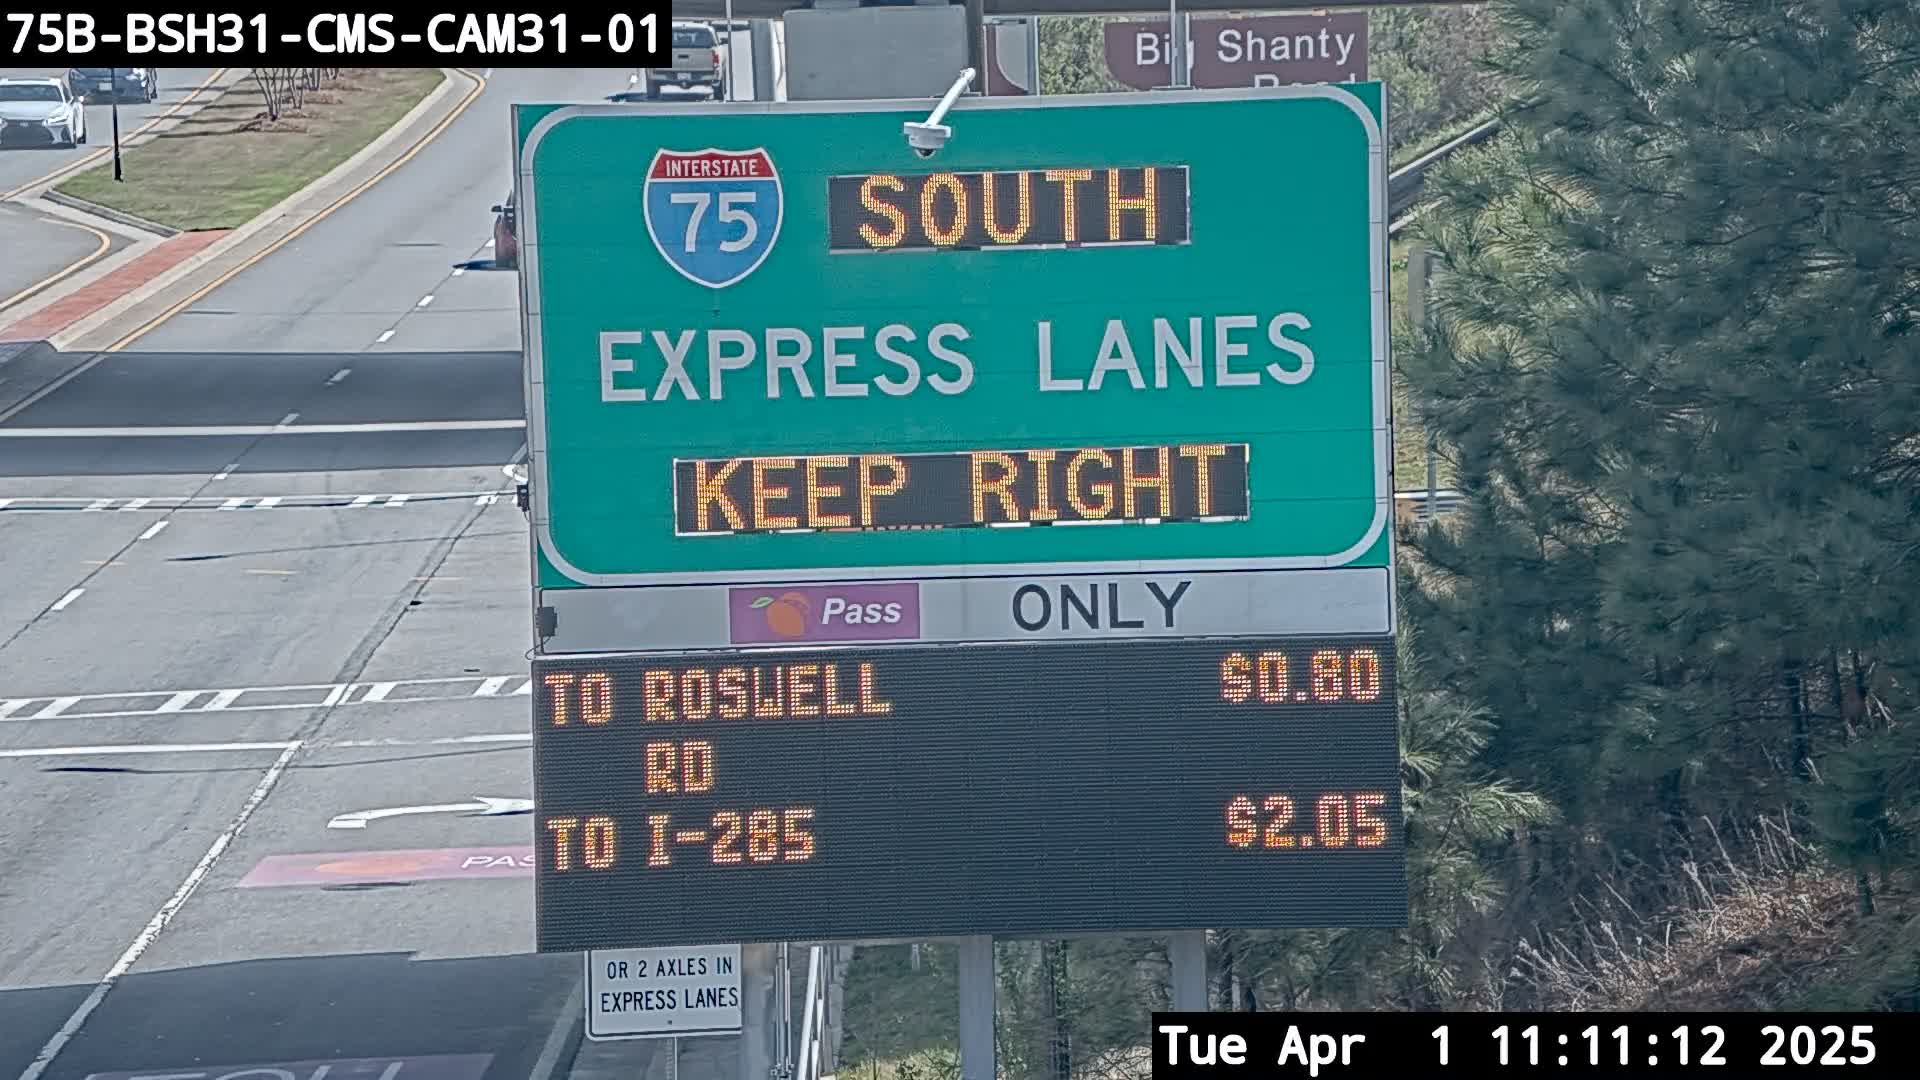 75B-BSH31-CMS-CAM31-01
Big Shanty
Road
INTERSTATE
75
SOUTH
EXPRESS LANES
KEEP RIGHT
Pass ONLY
TO ROSWELL $0.80
RD
TO I-285 $2.05
PAS
OR 2 AXLES IN
EXPRESS LANES
Tue Apr 1 11:11:12 2025